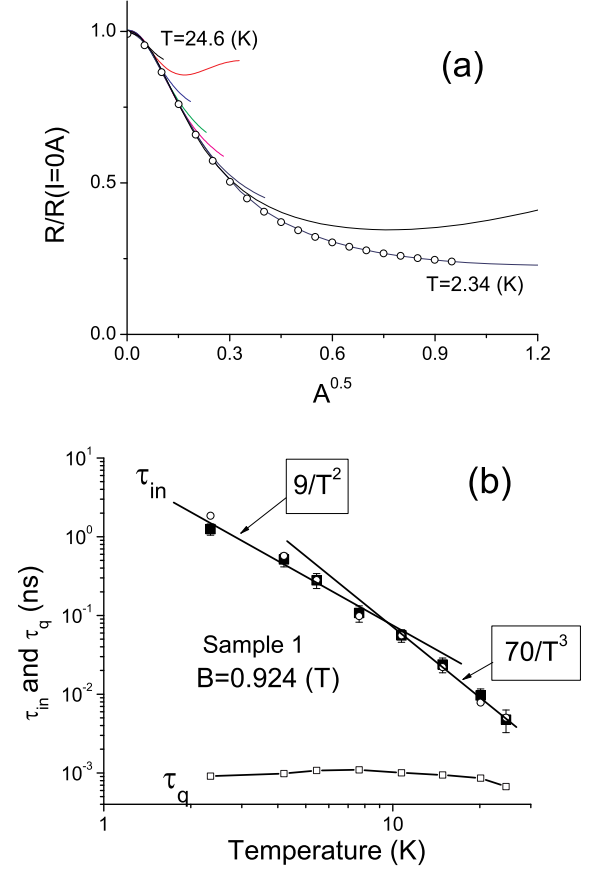 (a)
T=24.6 (K)
T=2.34 (K)
R/R(I=0A)
1.0
0.5
0.0
0.0 0.3 0.6 0.9 1.2
A^0.5
(b)
τ_in
9/T^2
70/T^3
Sample 1
B=0.924 (T)
τ_q
τ_in and τ_q (ns)
10^1
10^0
10^-1
10^-2
10^-3
1 10
Temperature (K)